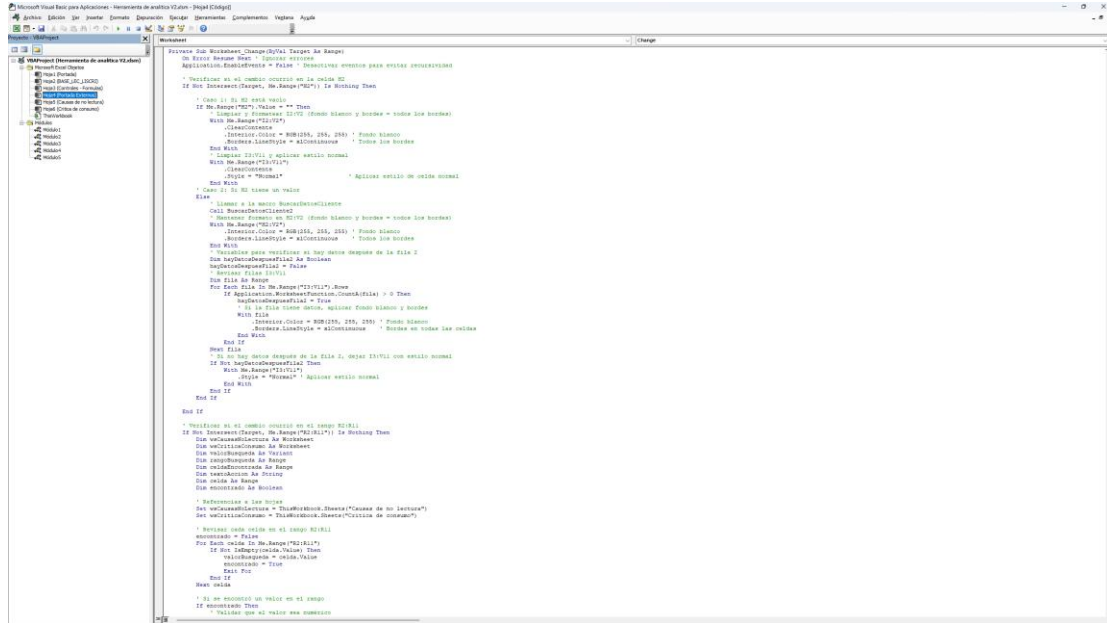 Microsoft Visual Basic para Aplicaciones - Herramienta de analítica V2.xlsm - [Hoja4 (Código)]
Archivo Edición Ver Insertar Formato Depuración Ejecutar Herramientas Complementos Ventana Ayuda
Proyecto - VBAProject
VBAProject (Herramienta de analitica V2.xlsm)
Microsoft Excel Objetos
Hoja1 (Portada)
Hoja2 (BASE_LEC_LISCRI)
Hoja3 (Controles - Formulas)
Hoja4 (Portada Externos)
Hoja5 (Causas de no lectura)
Hoja6 (Critica de consumo)
ThisWorkbook
Módulos
Módulo1
Módulo2
Módulo3
Módulo4
Módulo5
Worksheet
Change
Private Sub Worksheet_Change(ByVal Target As Range)
On Error Resume Next ' Ignorar errores
Application.EnableEvents = False ' Desactivar eventos para evitar recursividad
' Verificar si el cambio ocurrió en la celda M2
If Not Intersect(Target, Me.Range("M2")) Is Nothing Then
' Caso 1: Si M2 está vacío
If Me.Range("M2").Value = "" Then
' Limpiar y formatear I2:V2 (fondo blanco y bordes = todos los bordes)
With Me.Range("I2:V2")
.ClearContents
.Interior.Color = RGB(255, 255, 255) ' Fondo blanco
.Borders.LineStyle = xlContinuous ' Todos los bordes
End With
' Limpiar I3:V11 y aplicar estilo normal
With Me.Range("I3:V11")
.ClearContents
.Style = "Normal" ' Aplicar estilo de celda normal
End With
' Caso 2: Si M2 tiene un valor
Else
' Llamar a la macro BuscarDatosCliente
Call BuscarDatosCliente2
' Mantener formato en M2:V2 (fondo blanco y bordes = todos los bordes)
With Me.Range("M2:V2")
.Interior.Color = RGB(255, 255, 255) ' Fondo blanco
.Borders.LineStyle = xlContinuous ' Todos los bordes
End With
' Variables para verificar si hay datos después de la fila 2
Dim hayDatosDespuesFila2 As Boolean
hayDatosDespuesFila2 = False
' Revisar filas I3:V11
Dim fila As Range
For Each fila In Me.Range("I3:V11").Rows
If Application.WorksheetFunction.CountA(fila) > 0 Then
hayDatosDespuesFila2 = True
' Si la fila tiene datos, aplicar fondo blanco y bordes
With fila
.Interior.Color = RGB(255, 255, 255) ' Fondo blanco
.Borders.LineStyle = xlContinuous ' Bordes en todas las celdas
End With
End If
Next fila
' Si no hay datos después de la fila 2, dejar I3:V11 con estilo normal
If Not hayDatosDespuesFila2 Then
With Me.Range("I3:V11")
.Style = "Normal" ' Aplicar estilo normal
End With
End If
End If
End If
' Verificar si el cambio ocurrió en el rango R2:R11
If Not Intersect(Target, Me.Range("R2:R11")) Is Nothing Then
Dim wsCausasNoLectura As Worksheet
Dim wsCriticaConsumo As Worksheet
Dim valorBusqueda As Variant
Dim rangoBusqueda As Range
Dim celdaEncontrada As Range
Dim textoAccion As String
Dim celda As Range
Dim encontrado As Boolean
' Referencias a las hojas
Set wsCausasNoLectura = ThisWorkbook.Sheets("Causas de no lectura")
Set wsCriticaConsumo = ThisWorkbook.Sheets("Critica de consumo")
' Revisar cada celda en el rango R2:R11
encontrado = False
For Each celda In Me.Range("R2:R11")
If Not IsEmpty(celda.Value) Then
valorBusqueda = celda.Value
encontrado = True
Exit For
End If
Next celda
' Si se encontró un valor en el rango
If encontrado Then
' Validar que el valor sea numérico